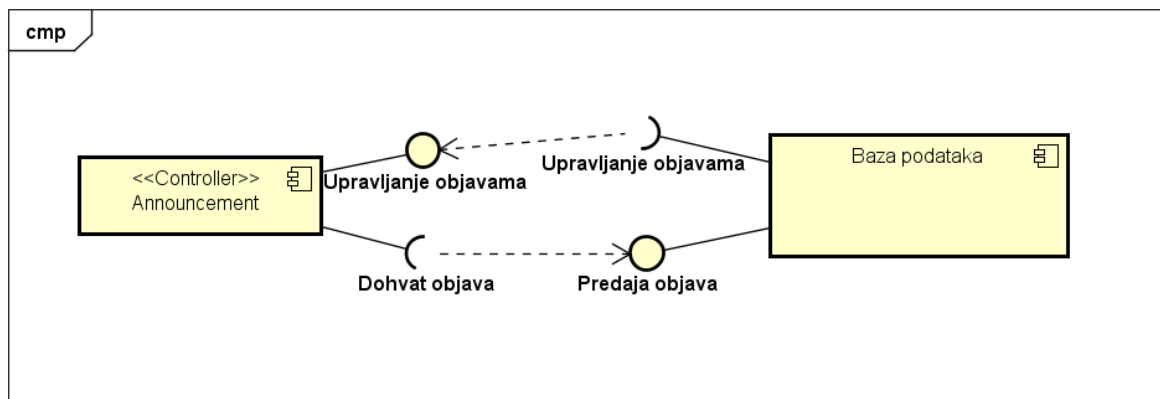 cmp
<<Controller>>
Announcement
Upravljanje objavama
Upravljanje objavama
Baza podataka
Dohvat objava
Predaja objava